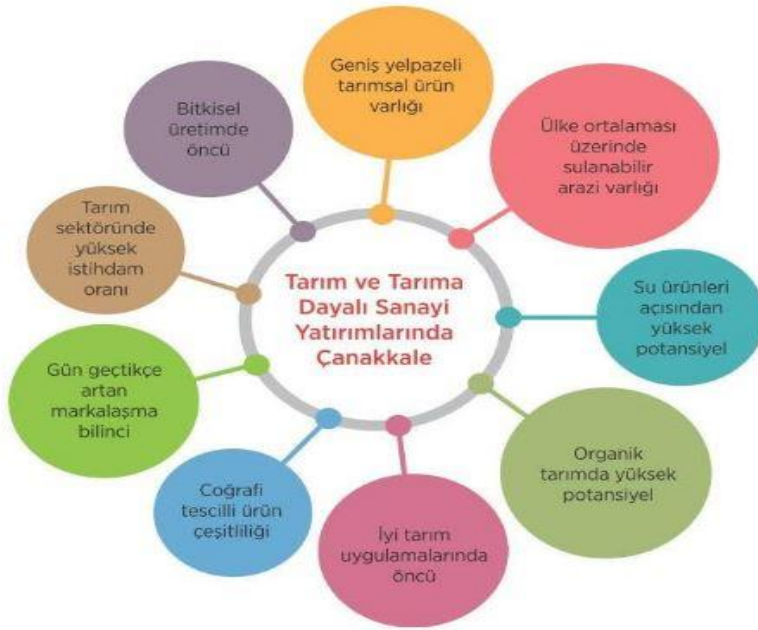 Tarım ve Tarıma
Dayalı Sanayi
Yatırımlarında
Çanakkale
Geniş yelpazeli
tarımsal ürün
varlığı
Ülke ortalaması
üzerinde
sulanabilir
arazi varlığı
Su ürünleri
açısından
yüksek
potansiyel
Organik
tarımda yüksek
potansiyel
İyi tarım
uygulamalarında
öncü
Coğrafi
tescilli ürün
çeşitliliği
Gün geçtikçe
artan
markalaşma
bilinci
Tarım
sektöründe
yüksek
istihdam
oranı
Bitkisel
üretimde
öncü